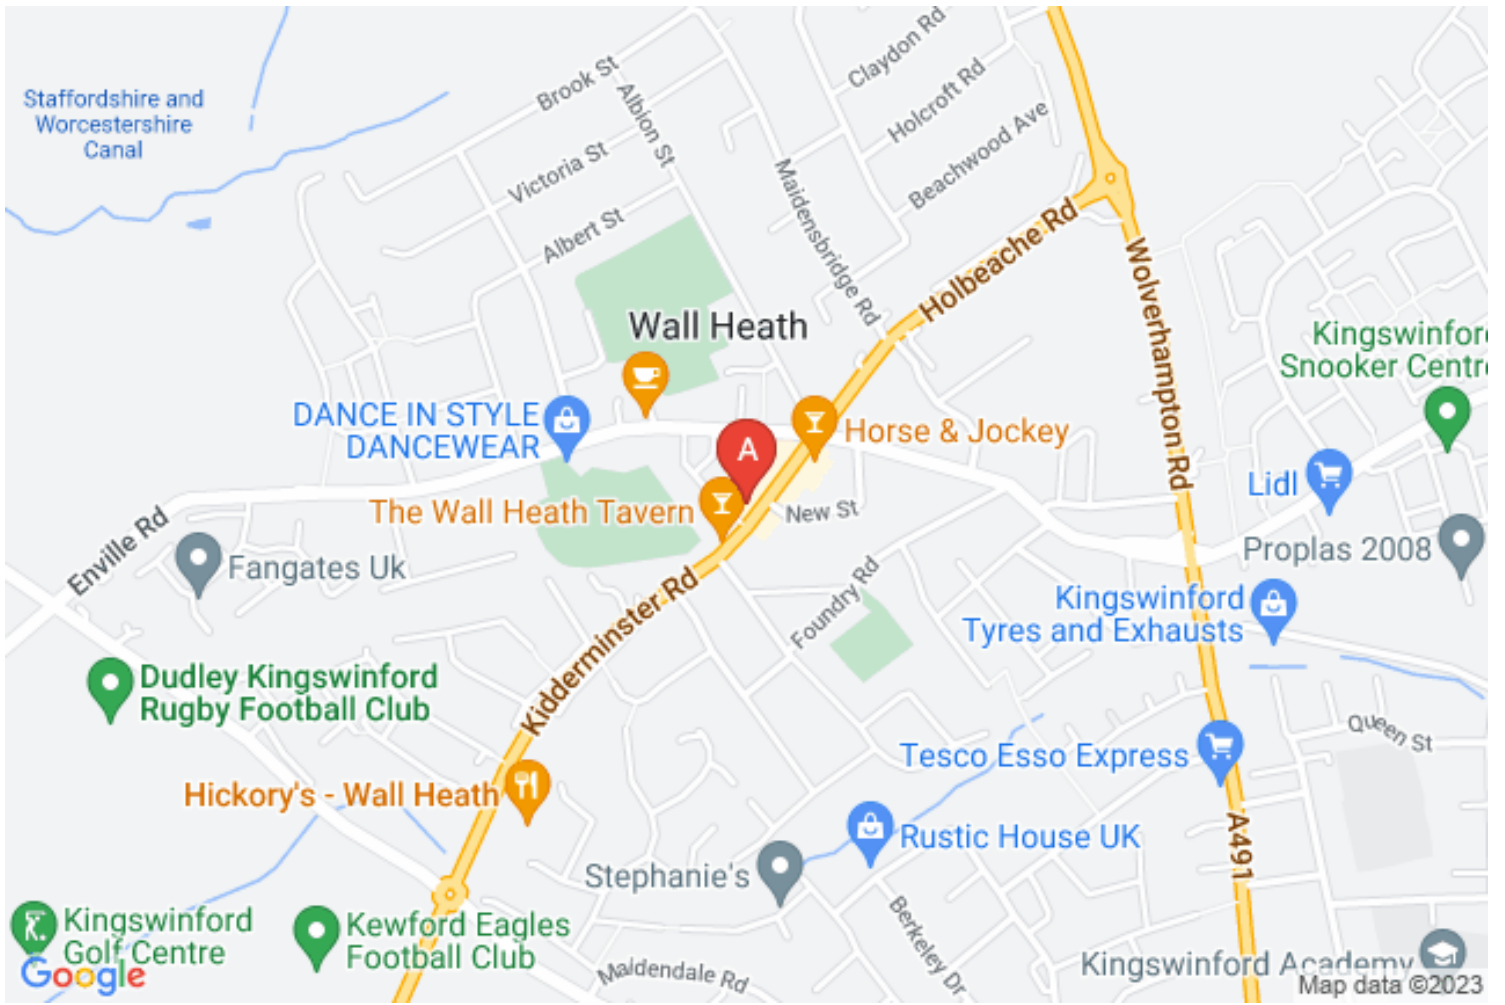 Claydon Rd
Brook St
Holcroft Rd
Staffordshire and
Worcestershire
Canal
Albion St
Beachwood Ave
Victoria St
Maidensbridge Rd
Albert St
Holbeache Rd
Wolverhampton Rd
Wall Heath
Kingswinford
Snooker Centre
DANCE IN STYLE
DANCEWEAR
A
Horse & Jockey
Lidl
The Wall Heath Tavern
New St
Enville Rd
Fangates Uk
Proplas 2008
Foundry Rd
Kingswinford
Tyres and Exhausts
Kidderminster Rd
Dudley Kingswinford
Rugby Football Club
Queen St
Tesco Esso Express
Hickory's - Wall Heath
Rustic House UK
A491
Stephanie's
Kingswinford
Golf Centre
Kewford Eagles
Football Club
Berkeley Dr
Maidendale Rd
Kingswinford Academy
Google
Map data ©2023